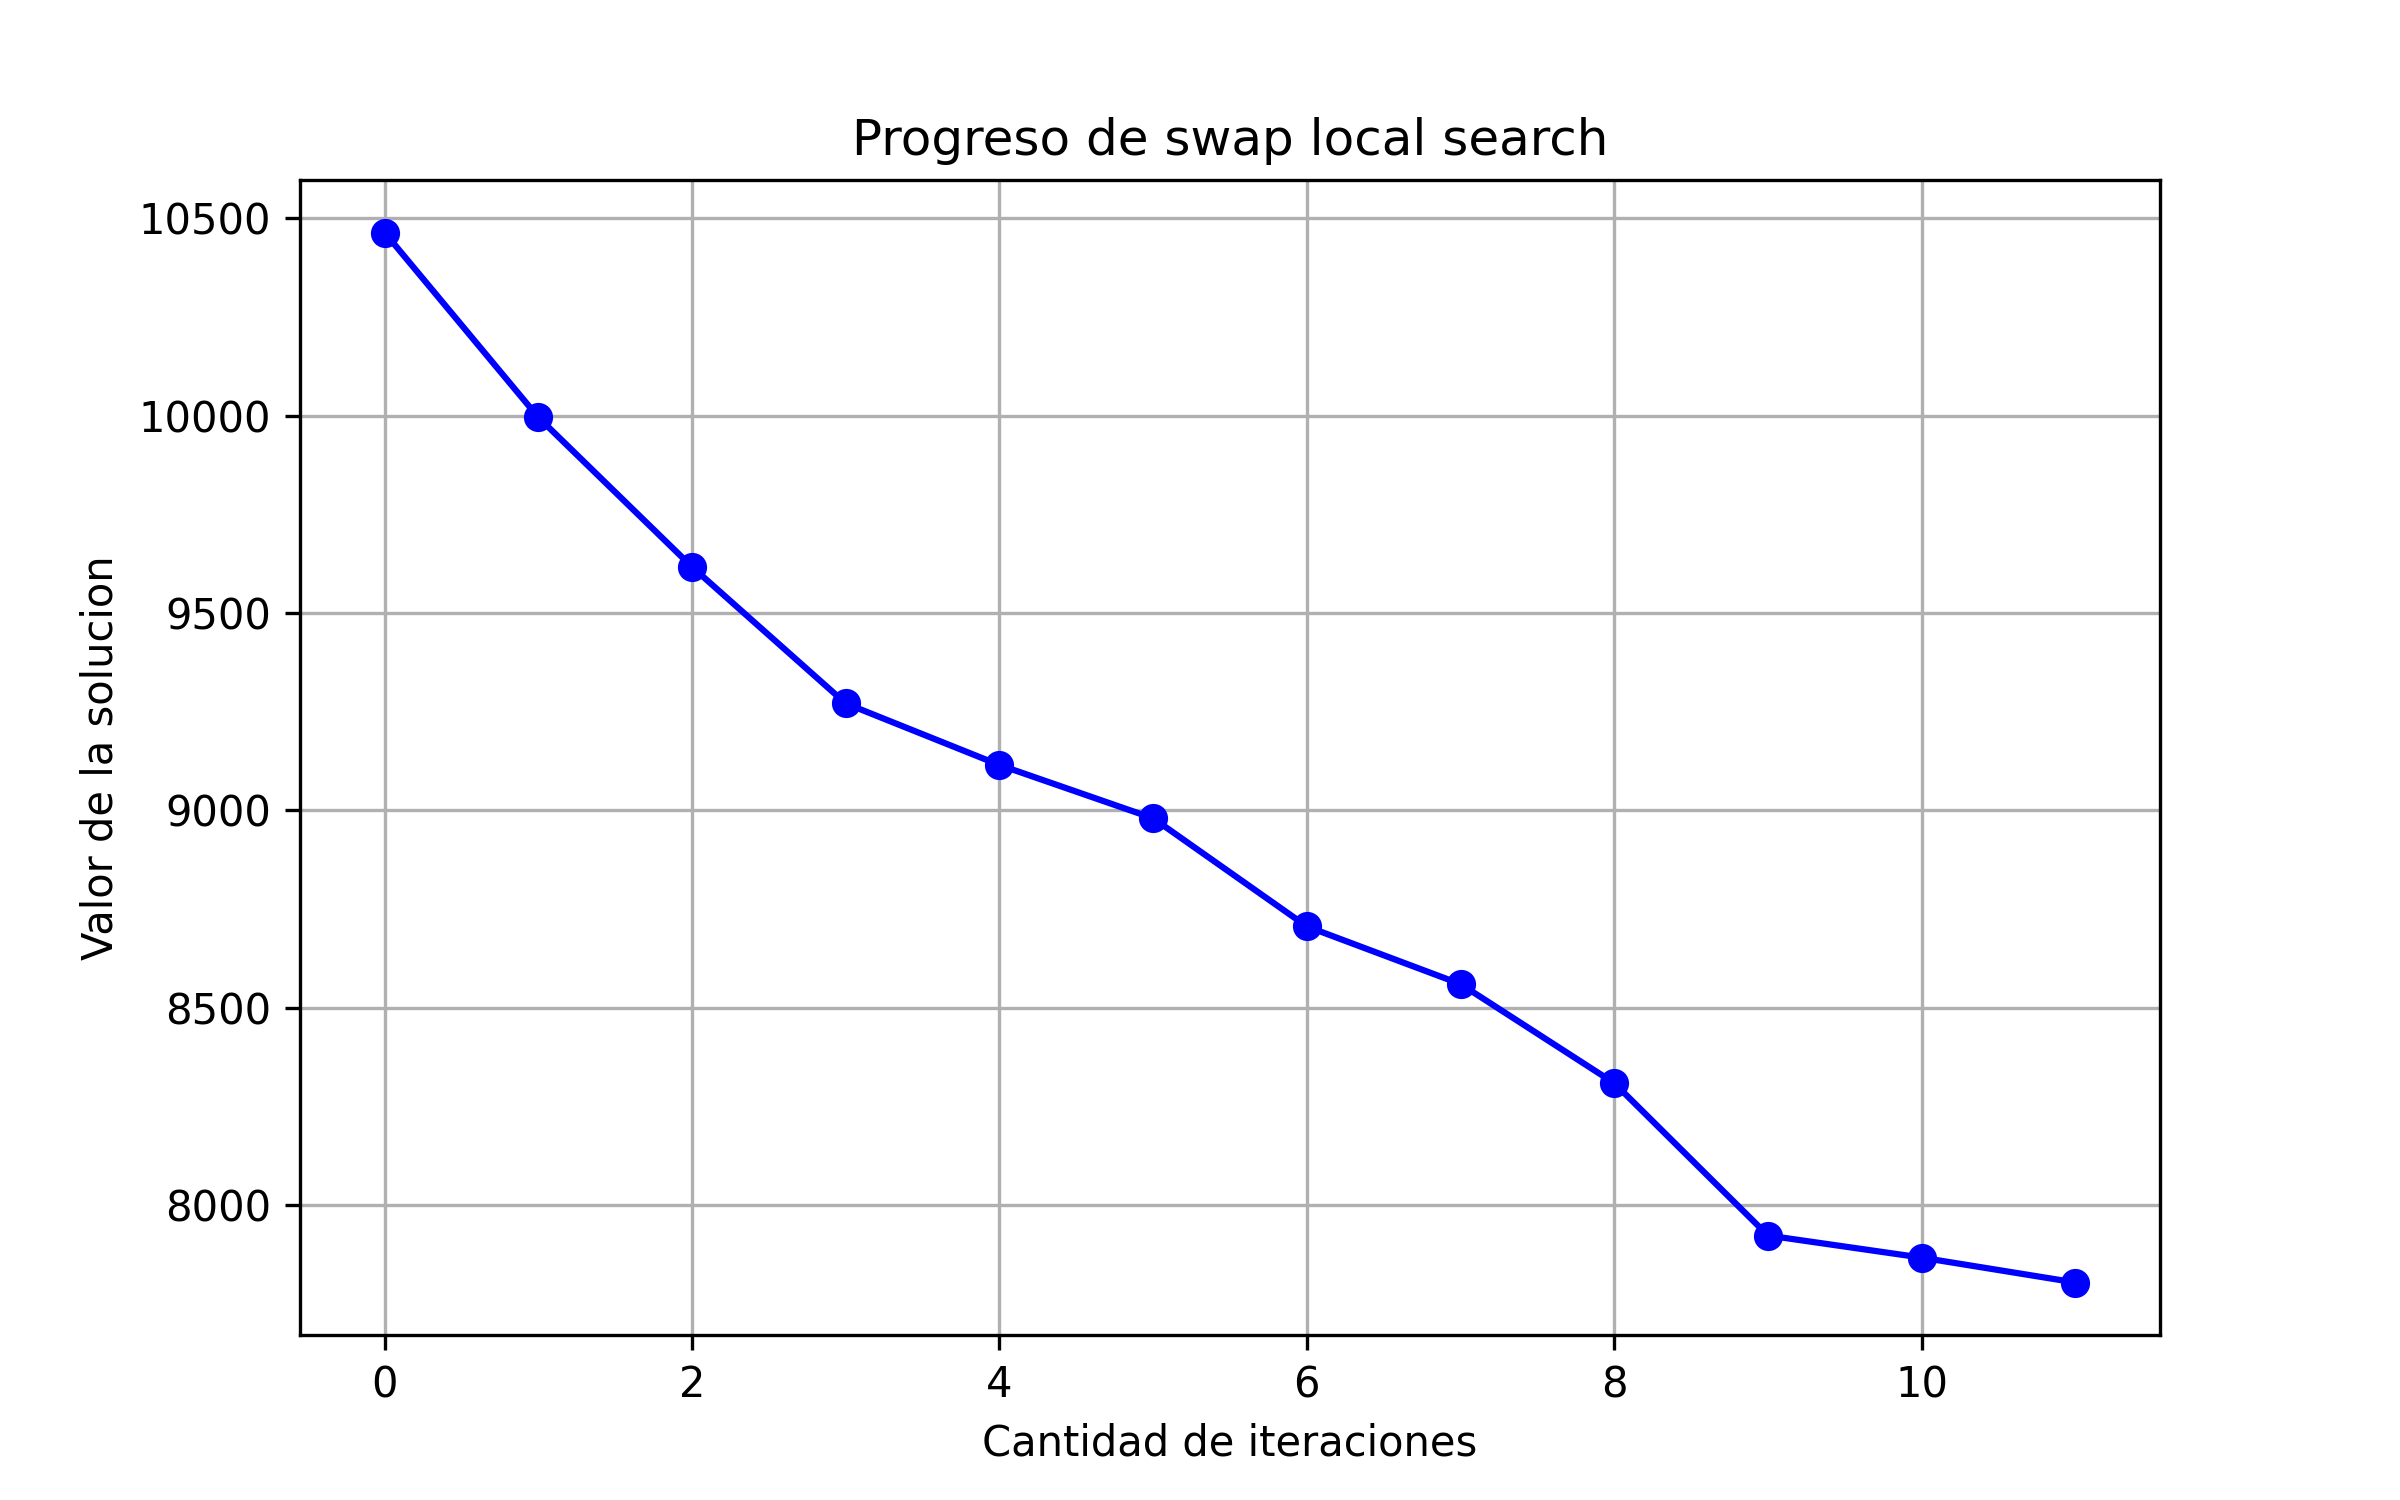 Progreso de swap local search
10500
10000
9500
9000
8500
8000
Valor de la solucion
0 2 4 6 8 10
Cantidad de iteraciones